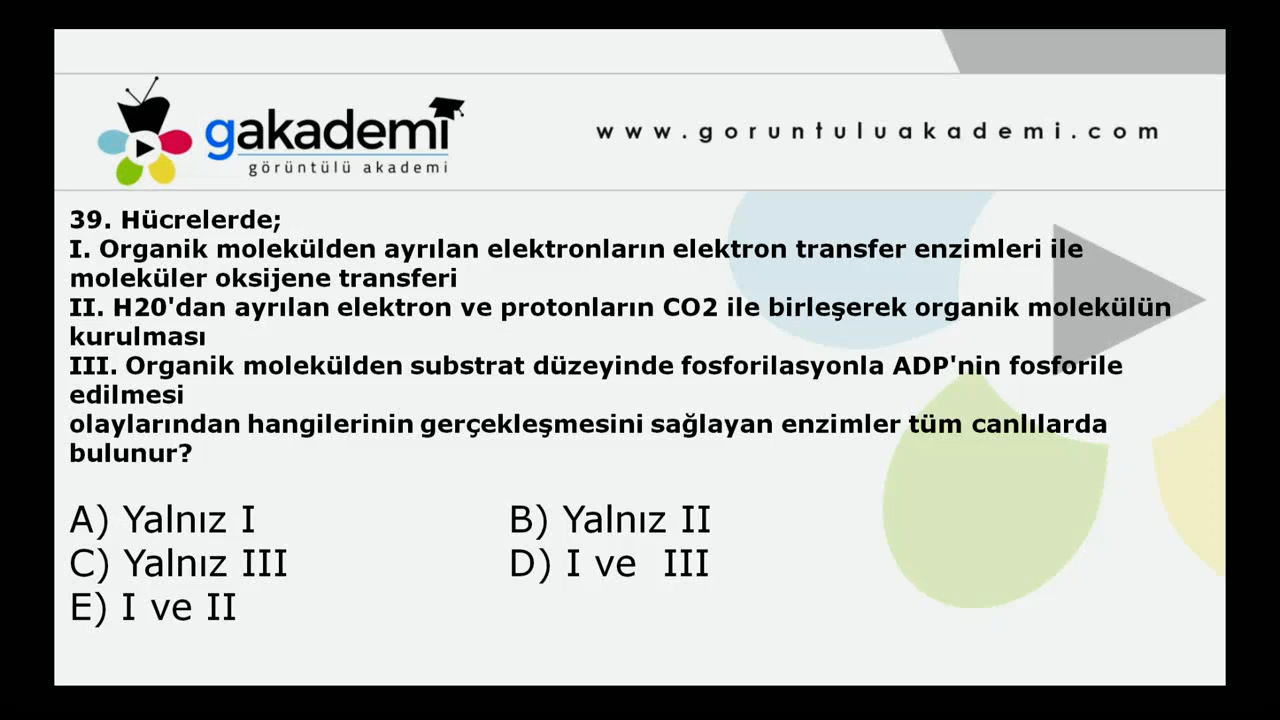 gakademi
görüntülü akademi
www.goruntuluakademi.com
39. Hücrelerde;
I. Organik molekülden ayrılan elektronların elektron transfer enzimleri ile
moleküler oksijene transferi
II. H20'dan ayrılan elektron ve protonların CO2 ile birleşerek organik molekülün
kurulması
III. Organik molekülden substrat düzeyinde fosforilasyonla ADP'nin fosforile
edilmesi
olaylarından hangilerinin gerçekleşmesini sağlayan enzimler tüm canlılarda
bulunur?
A) Yalnız I B) Yalnız II
C) Yalnız III D) I ve III
E) I ve II